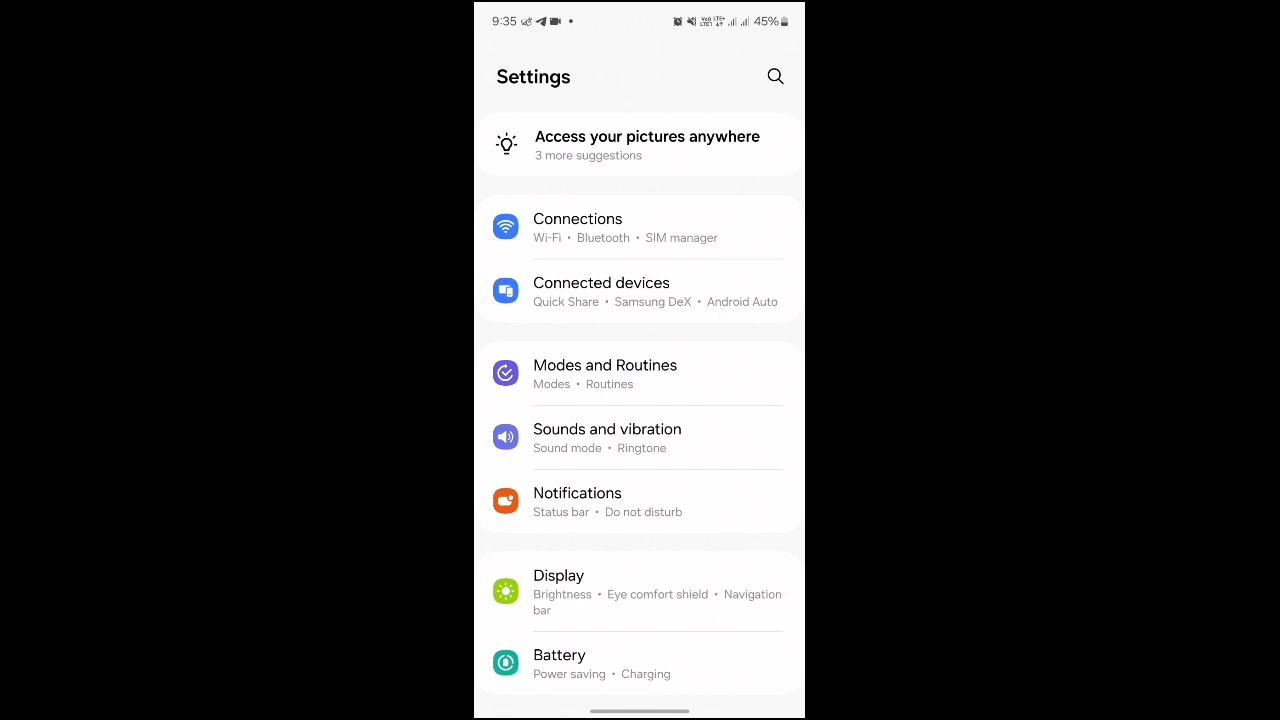 9:35 45%
Settings
Access your pictures anywhere
3 more suggestions
Connections
Wi-Fi • Bluetooth • SIM manager
Connected devices
Quick Share • Samsung DeX • Android Auto
Modes and Routines
Modes • Routines
Sounds and vibration
Sound mode • Ringtone
Notifications
Status bar • Do not disturb
Display
Brightness • Eye comfort shield • Navigation
bar
Battery
Power saving • Charging